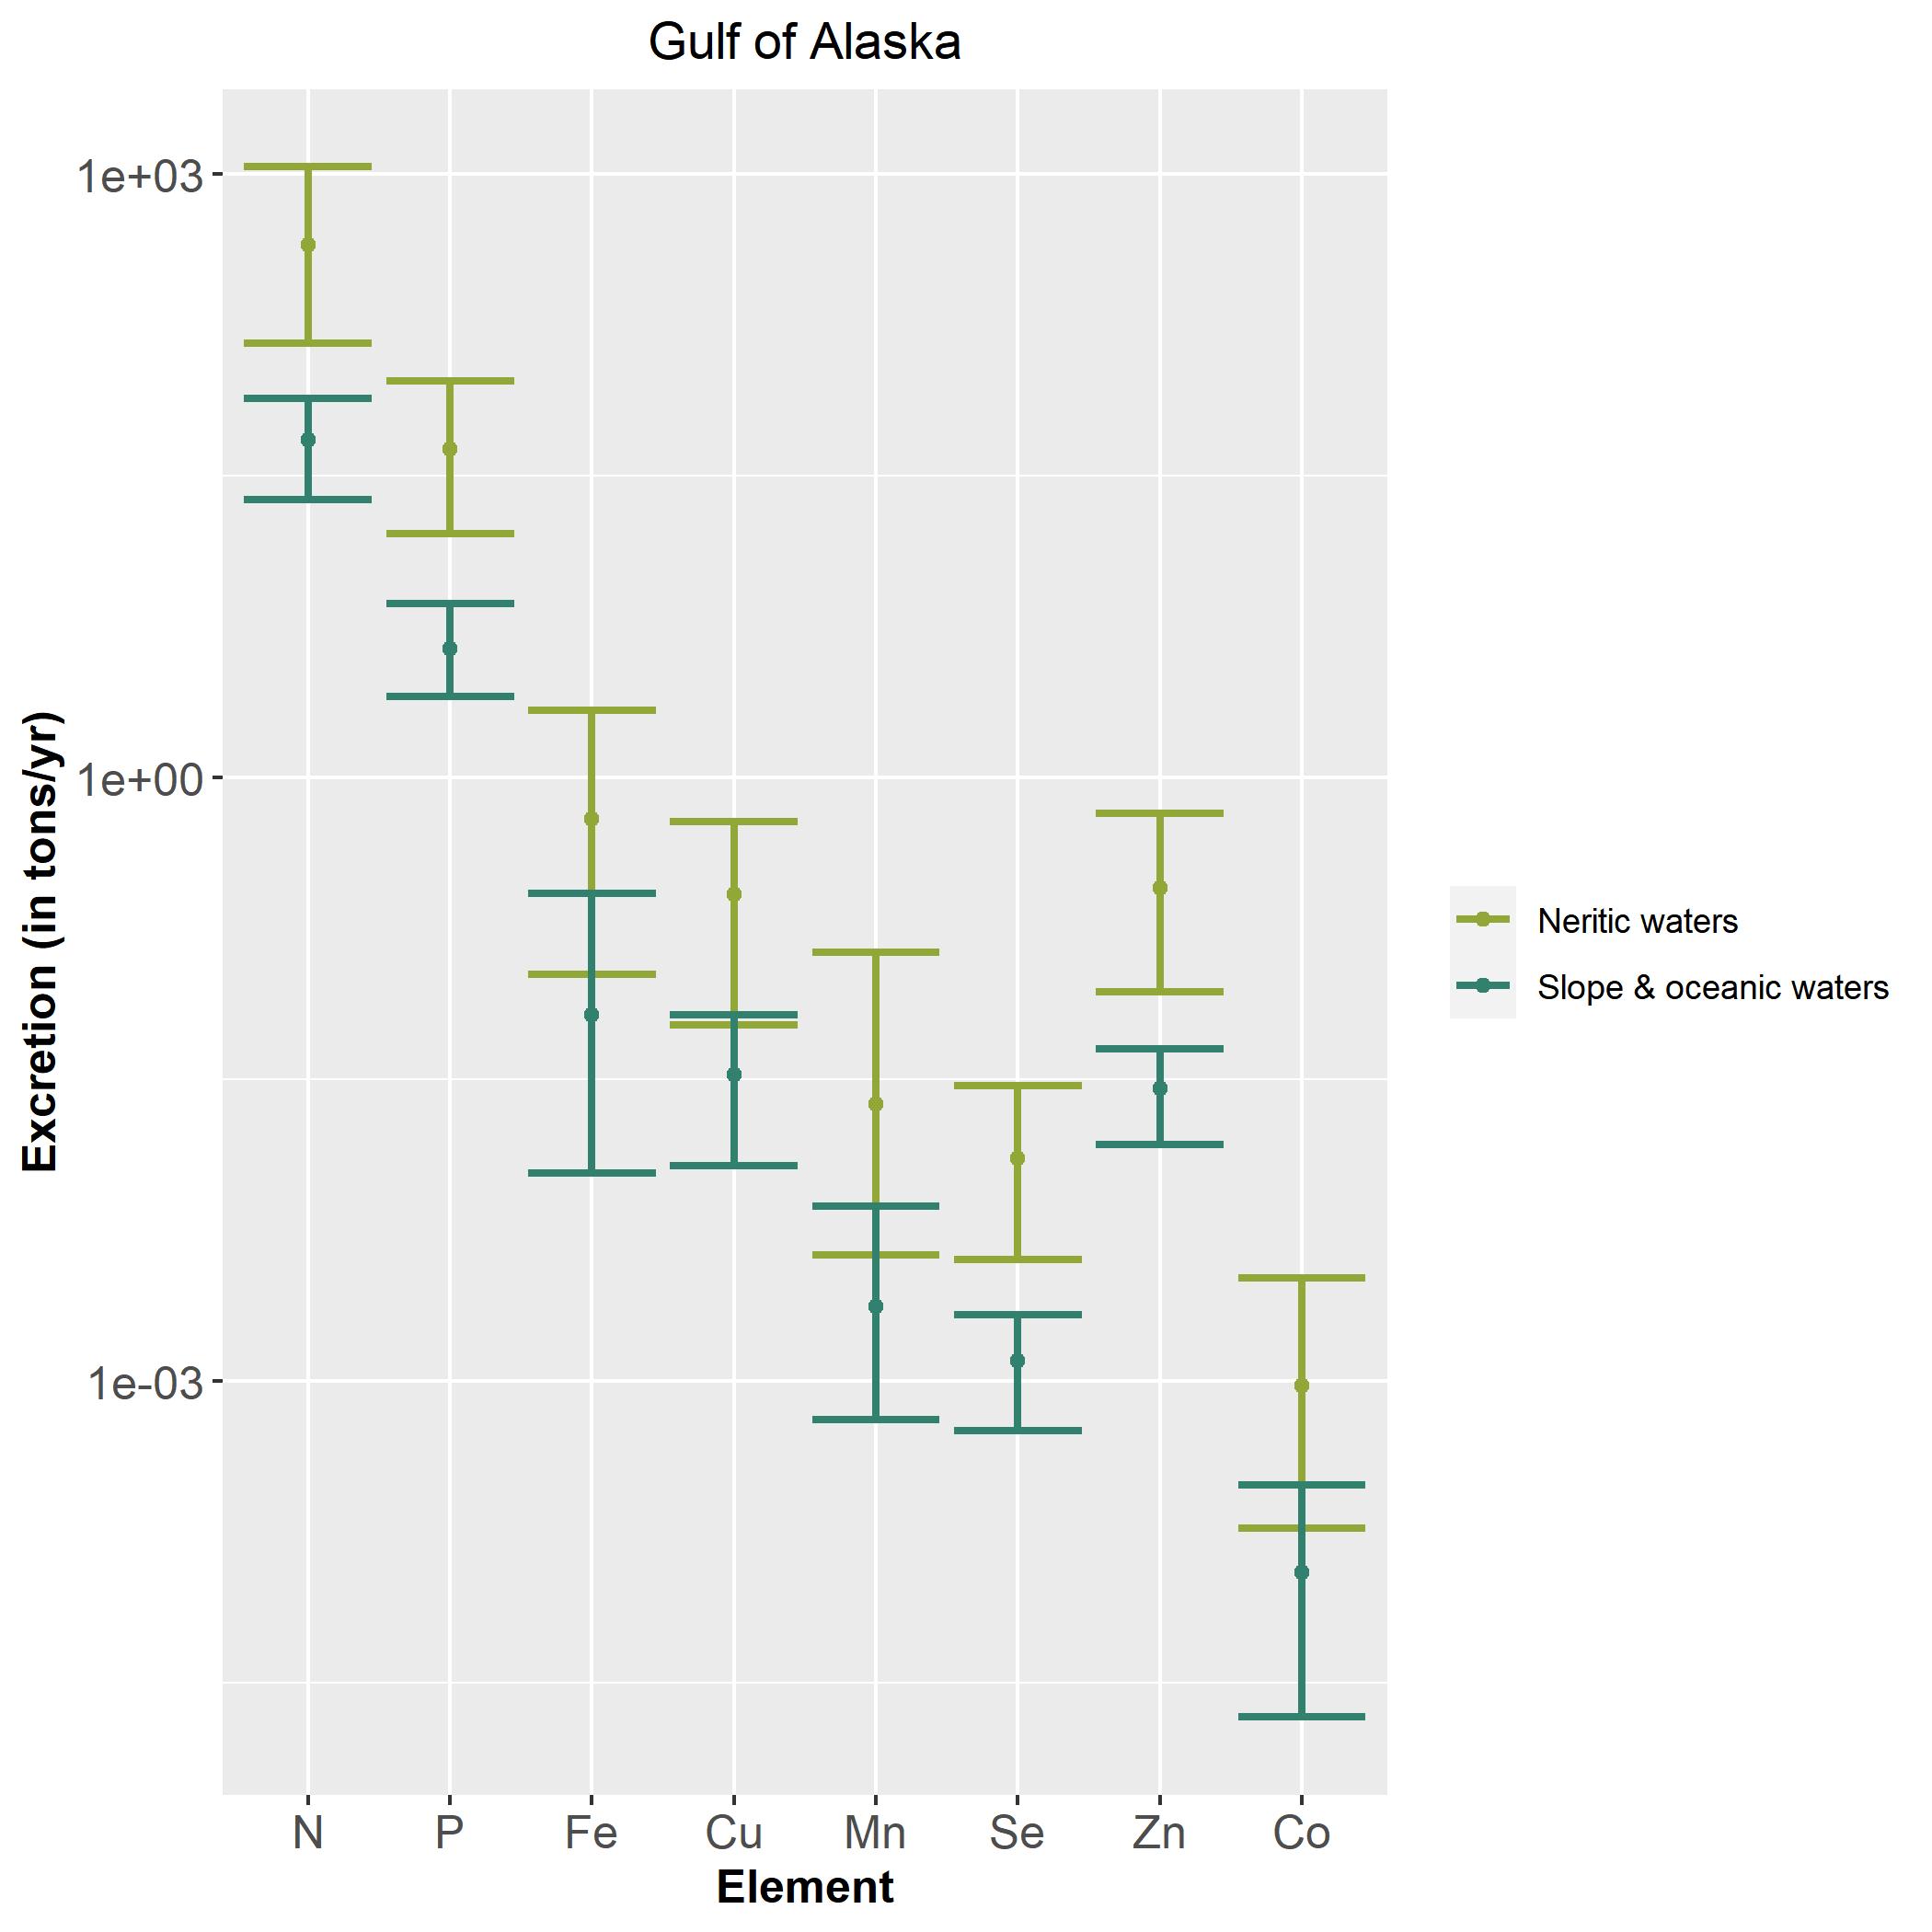 Gulf of Alaska
1e+03
1e+00
1e-03
Excretion (in tons/yr)
N P Fe Cu Mn Se Zn Co
Element
Neritic waters
Slope & oceanic waters